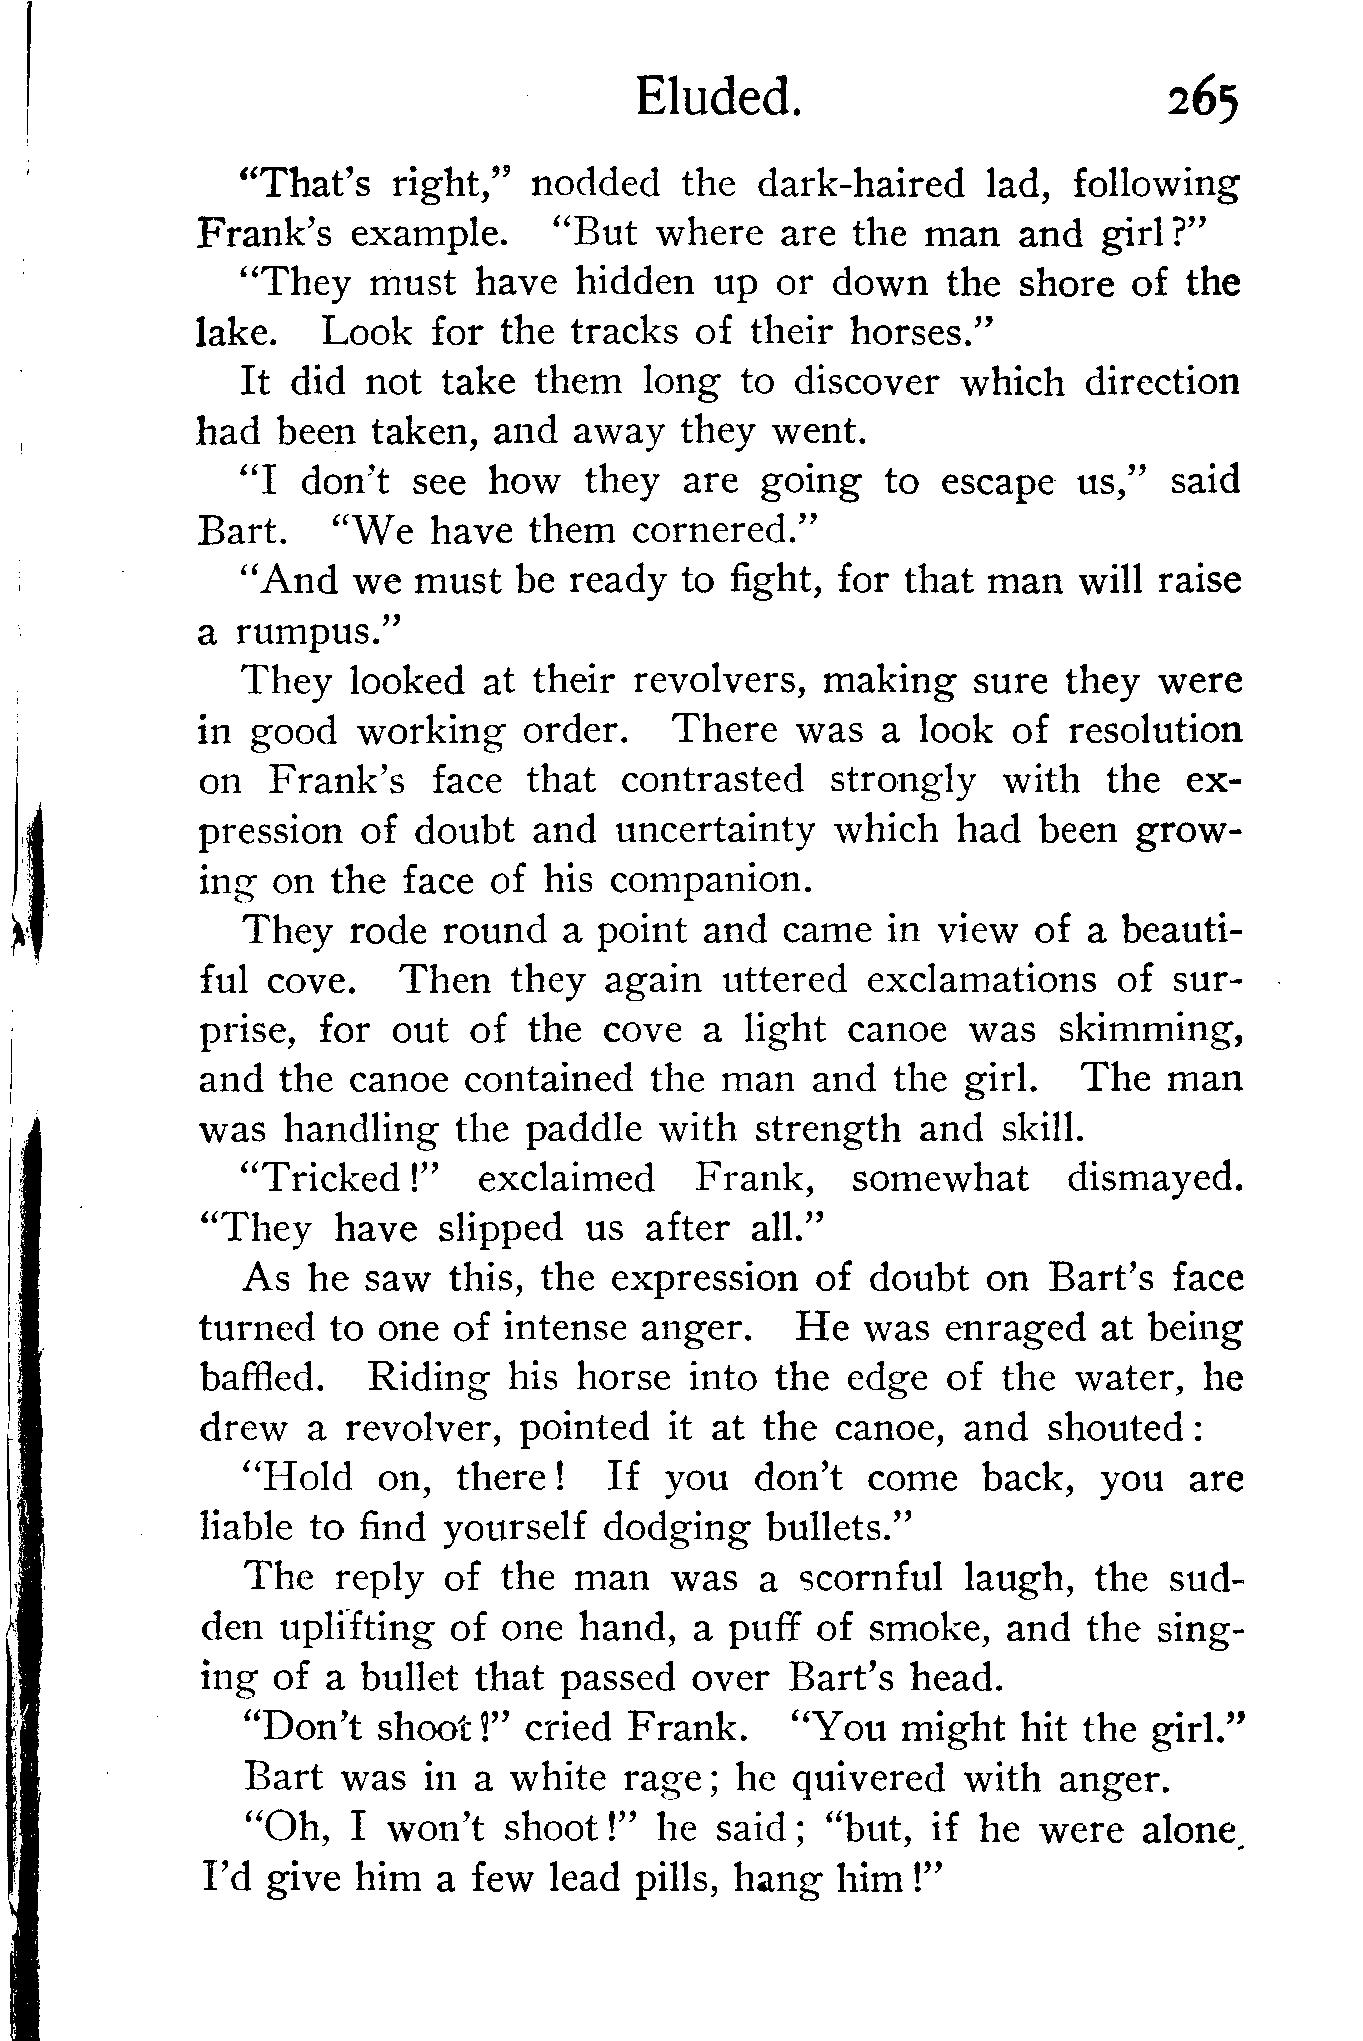 Eluded. 265
“That’s right,” nodded the dark-haired lad, following
Frank’s example. “But where are the man and girl?”
“They must have hidden up or down the shore of the
lake. Look for the tracks of their horses.”
It did not take them long to discover which direction
had been taken, and away they went.
“I don’t see how they are going to escape us,” said
Bart. “We have them cornered.”
“And we must be ready to fight, for that man will raise
a rumpus.”
They looked at their revolvers, making sure they were
in good working order. There was a look of resolution
on Frank’s face that contrasted strongly with the ex-
pression of doubt and uncertainty which had been grow-
ing on the face of his companion.
They rode round a point and came in view of a beauti-
ful cove. Then they again uttered exclamations of sur-
prise, for out of the cove a light canoe was skimming,
and the canoe contained the man and the girl. The man
was handling the paddle with strength and skill.
“Tricked!” exclaimed Frank, somewhat dismayed.
“They have slipped us after all.”
As he saw this, the expression of doubt on Bart’s face
turned to one of intense anger. He was enraged at being
baffled. Riding his horse into the edge of the water, he
drew a revolver, pointed it at the canoe, and shouted:
“Hold on, there! If you don’t come back, you are
liable to find yourself dodging bullets.”
The reply of the man was a scornful laugh, the sud-
den uplifting of one hand, a puff of smoke, and the sing-
ing of a bullet that passed over Bart’s head.
“Don’t shoot!” cried Frank. “You might hit the girl.”
Bart was in a white rage; he quivered with anger.
“Oh, I won’t shoot!” he said; “but, if he were alone,
I’d give him a few lead pills, hang him!”